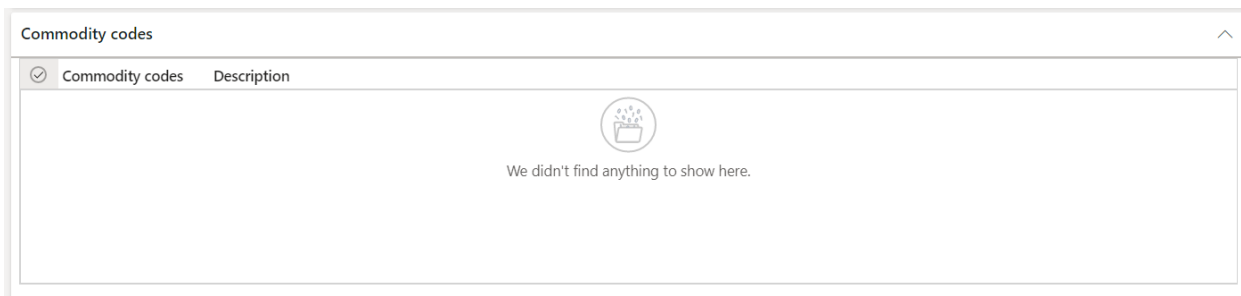 Commodity codes
Commodity codes Description
We didn't find anything to show here.